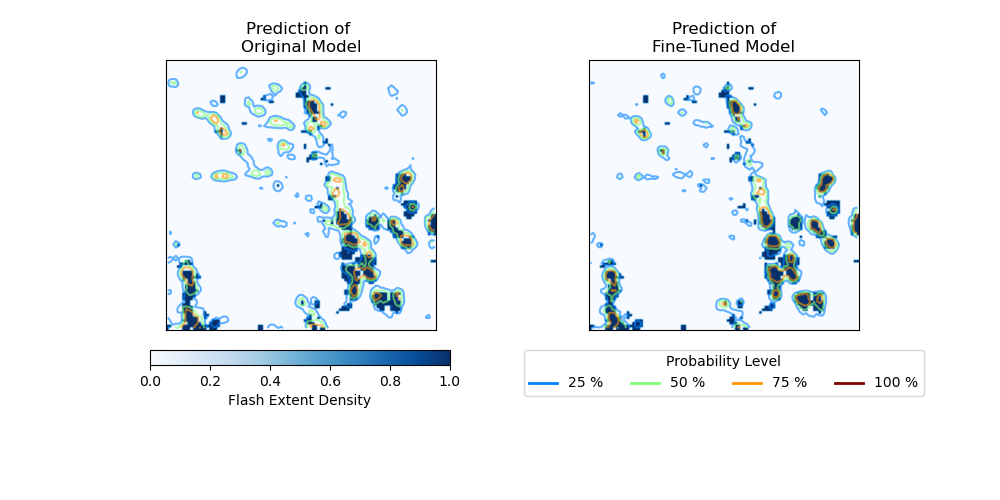 Prediction of
Original Model
Prediction of
Fine-Tuned Model
0.0 0.2 0.4 0.6 0.8 1.0
Flash Extent Density
Probability Level
25 % 50 % 75 % 100 %